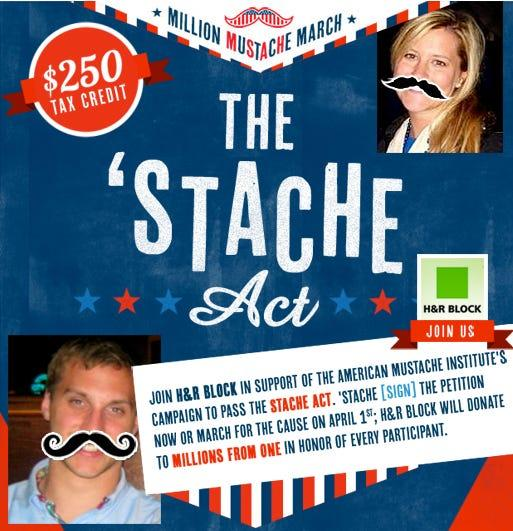 ★ MILLION MUSTACHE MARCH ★
$250
TAX CREDIT
THE
'STACHE
Act
H&R BLOCK
JOIN US
JOIN H&R BLOCK IN SUPPORT OF THE AMERICAN MUSTACHE INSTITUTE'S
CAMPAIGN TO PASS THE STACHE ACT. 'STACHE [SIGN] THE PETITION
NOW OR MARCH FOR THE CAUSE ON APRIL 1ST; H&R BLOCK WILL DONATE
TO MILLIONS FROM ONE IN HONOR OF EVERY PARTICIPANT.